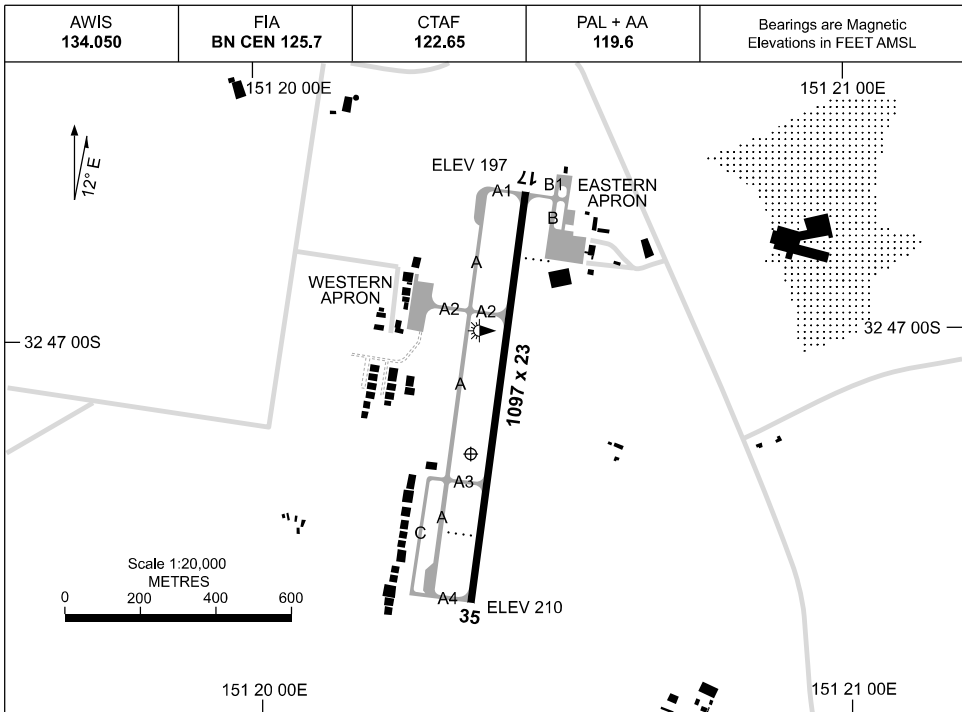 AWIS
134.050
FIA
BN CEN 125.7
CTAF
122.65
PAL + AA
119.6
Bearings are Magnetic
Elevations in FEET AMSL
151 20 00E
151 21 00E
12° E
ELEV 197
17
A1
B1
EASTERN
APRON
B
A
WESTERN
APRON
A2
A2
32 47 00S
32 47 00S
1097 x 23
A
A3
A
C
Scale 1:20,000
METRES
0 200 400 600
A4
35
ELEV 210
151 20 00E
151 21 00E